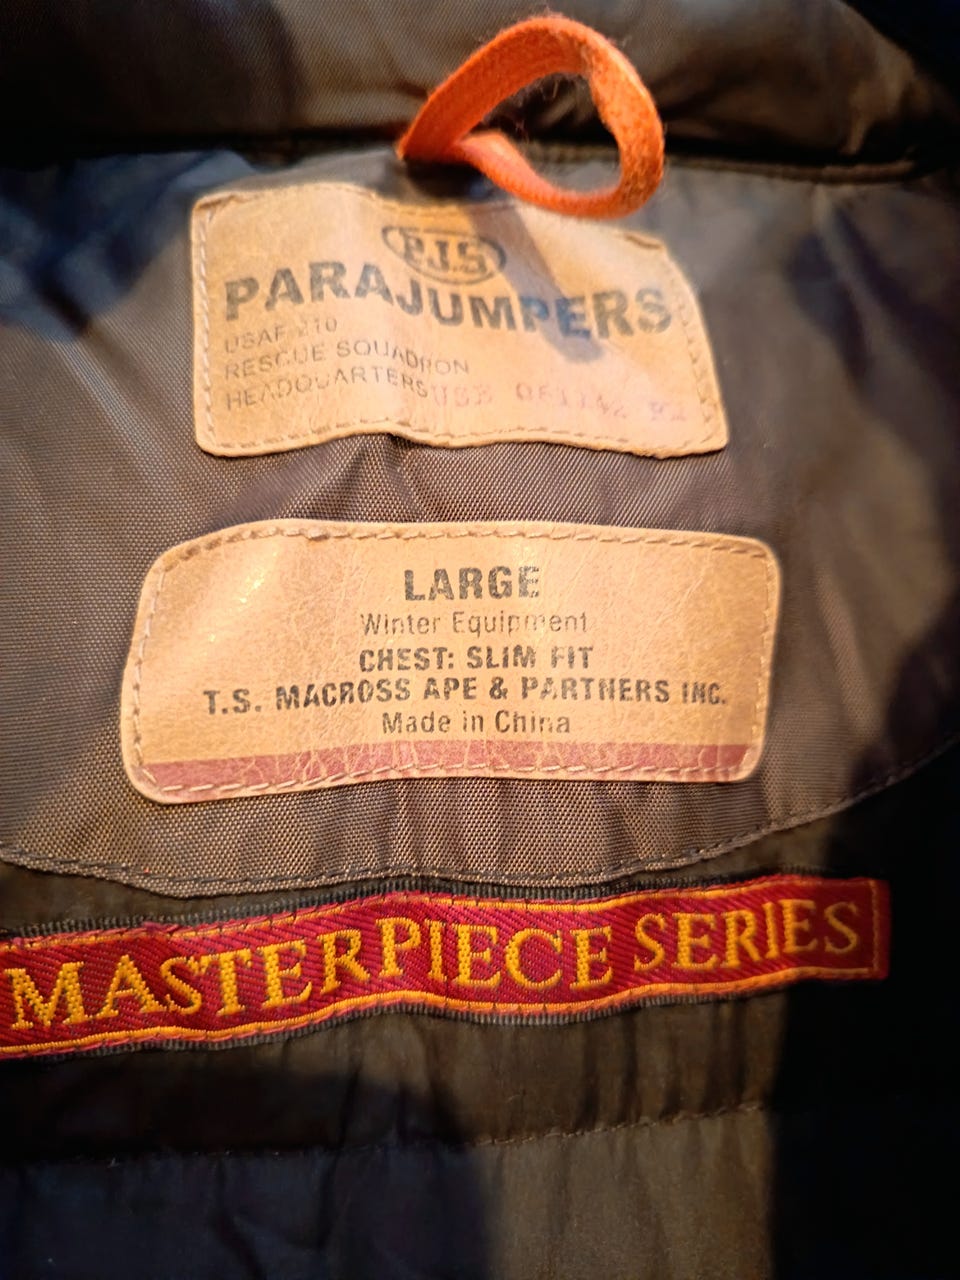 P.J.S
PARAJUMPERS
USAF 210
RESCUE SQUADRON
HEADQUARTERS
LARGE
Winter Equipment
CHEST: SLIM FIT
T.S. MACROSS APE & PARTNERS INC.
Made in China
MASTERPIECE SERIES